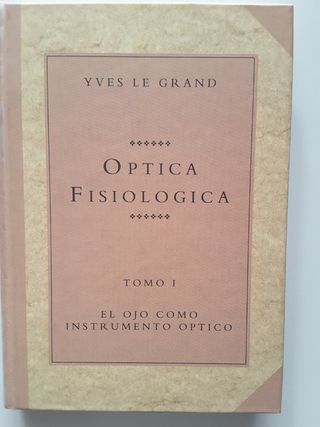 YVES LE GRAND
OPTICA
FISIOLOGICA
TOMO I
EL OJO COMO
INSTRUMENTO OPTICO